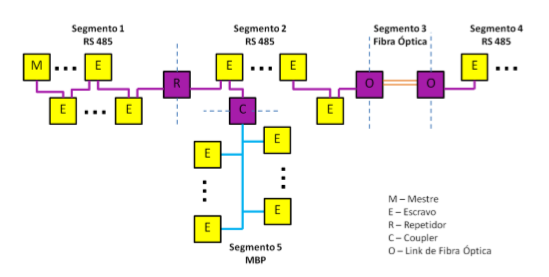 Segmento 1
RS 485
Segmento 2
RS 485
Segmento 3
Fibra Óptica
Segmento 4
RS 485
M ••• E
E ••• E
R
E ••• E
E
C
O
O
E •••
E
E
E
E
Segmento 5
MBP
M – Mestre
E – Escravo
R – Repetidor
C – Coupler
O – Link de Fibra Óptica